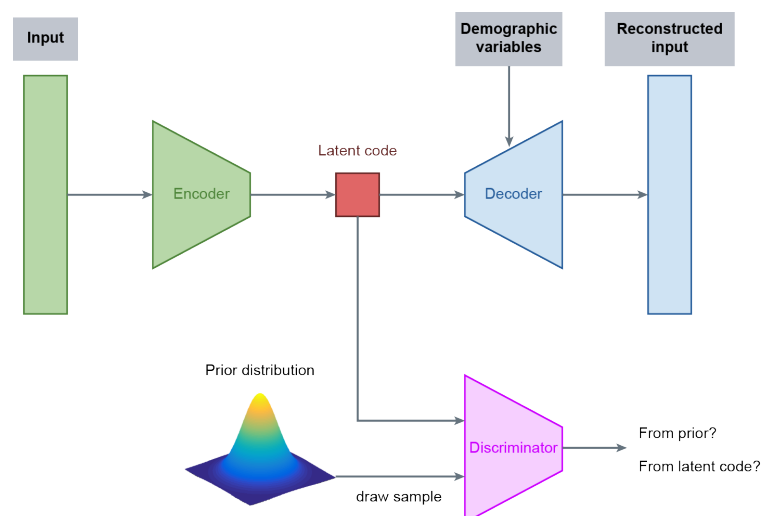 Input
Demographic
variables
Reconstructed
input
Latent code
Encoder
Decoder
Prior distribution
Discriminator
From prior?
From latent code?
draw sample